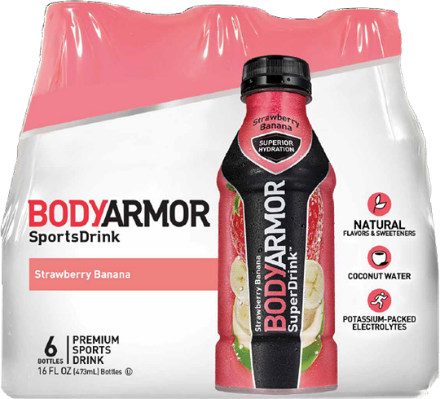 BODYARMOR
SportsDrink
Strawberry Banana
6
BOTTLES
PREMIUM
SPORTS
DRINK
16 FL OZ (473mL) Bottles Ⓤ
Strawberry
Banana
SUPERIOR
HYDRATION
Strawberry Banana
BODYARMOR
SuperDrink™
NATURAL
FLAVORS & SWEETENERS
COCONUT WATER
POTASSIUM-PACKED
ELECTROLYTES